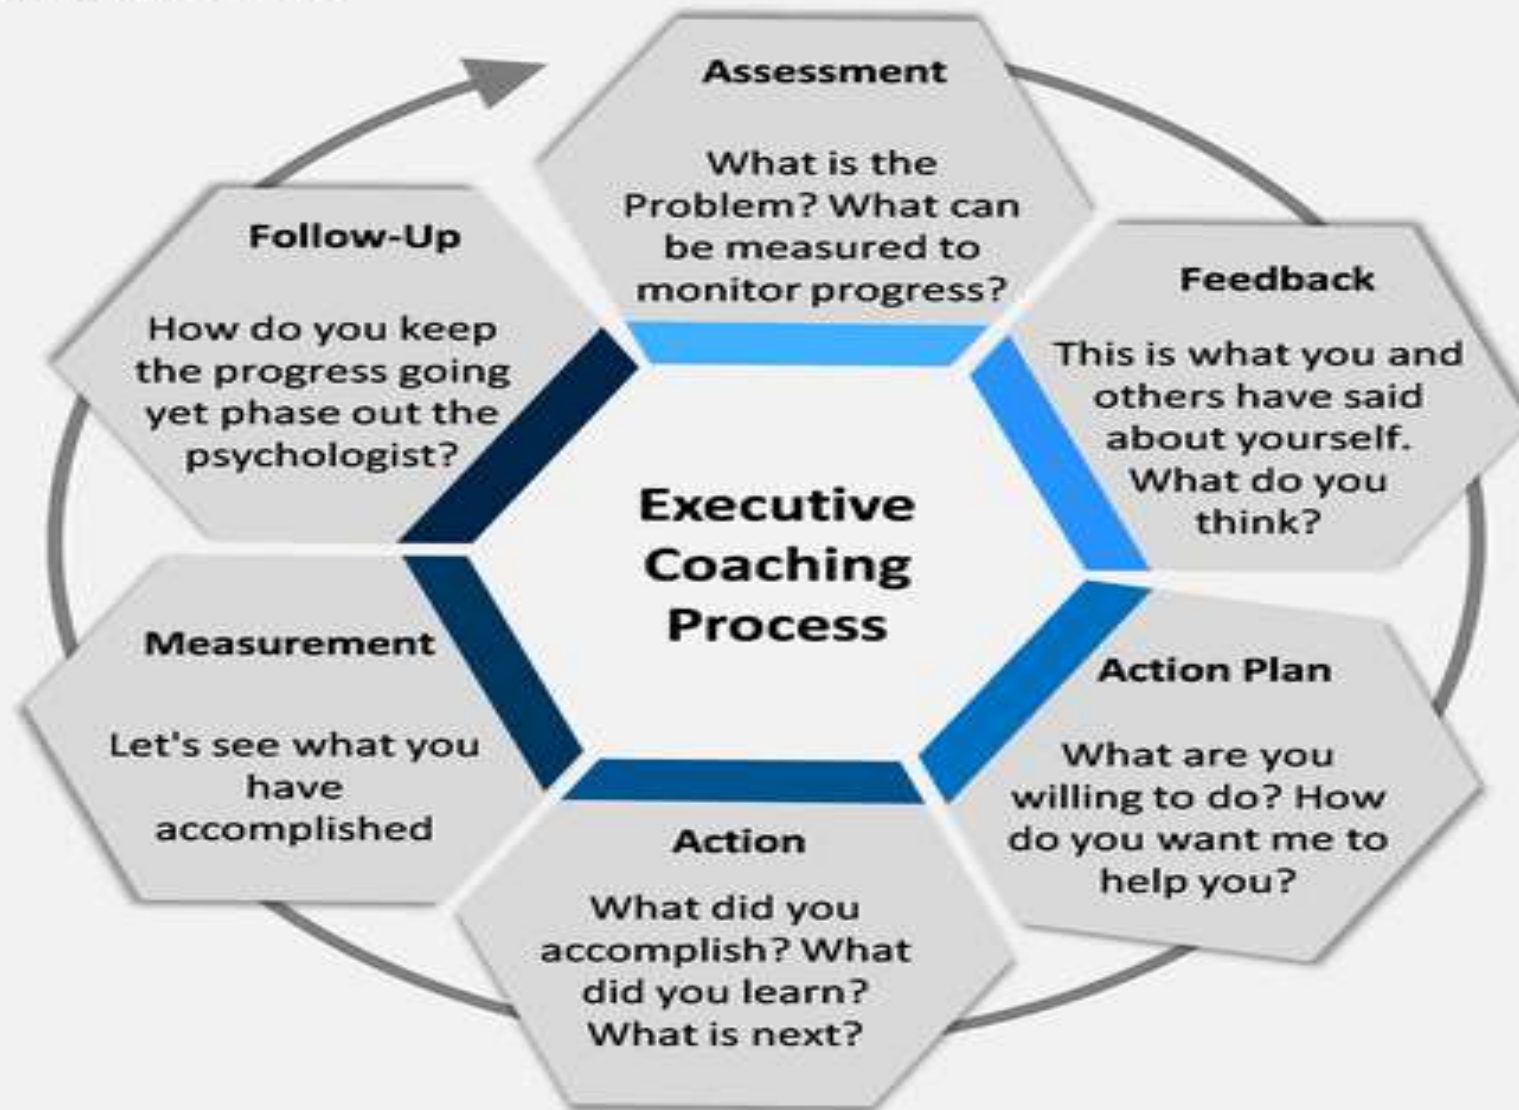 Assessment
What is the
Problem? What can
be measured to
monitor progress?
Feedback
This is what you and
others have said
about yourself.
What do you
think?
Action Plan
What are you
willing to do? How
do you want me to
help you?
Action
What did you
accomplish? What
did you learn?
What is next?
Measurement
Let's see what you
have
accomplished
Follow-Up
How do you keep
the progress going
yet phase out the
psychologist?
Executive
Coaching
Process